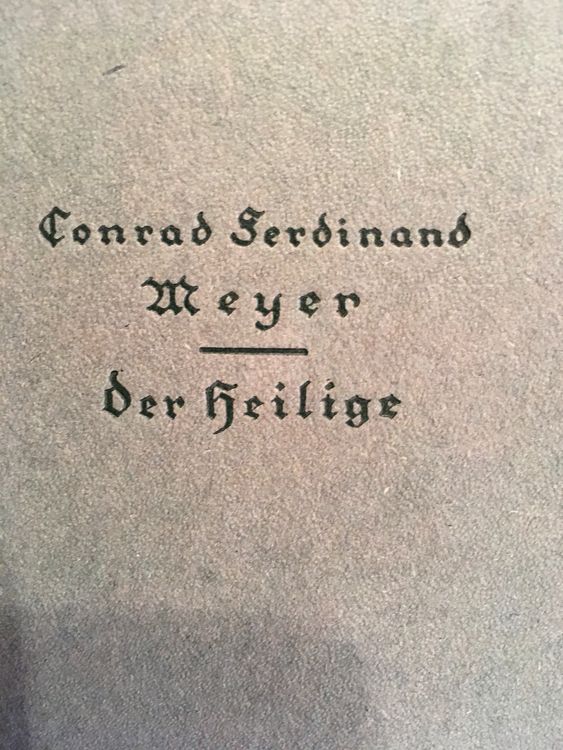 Conrad Ferdinand
Meyer
Der Heilige